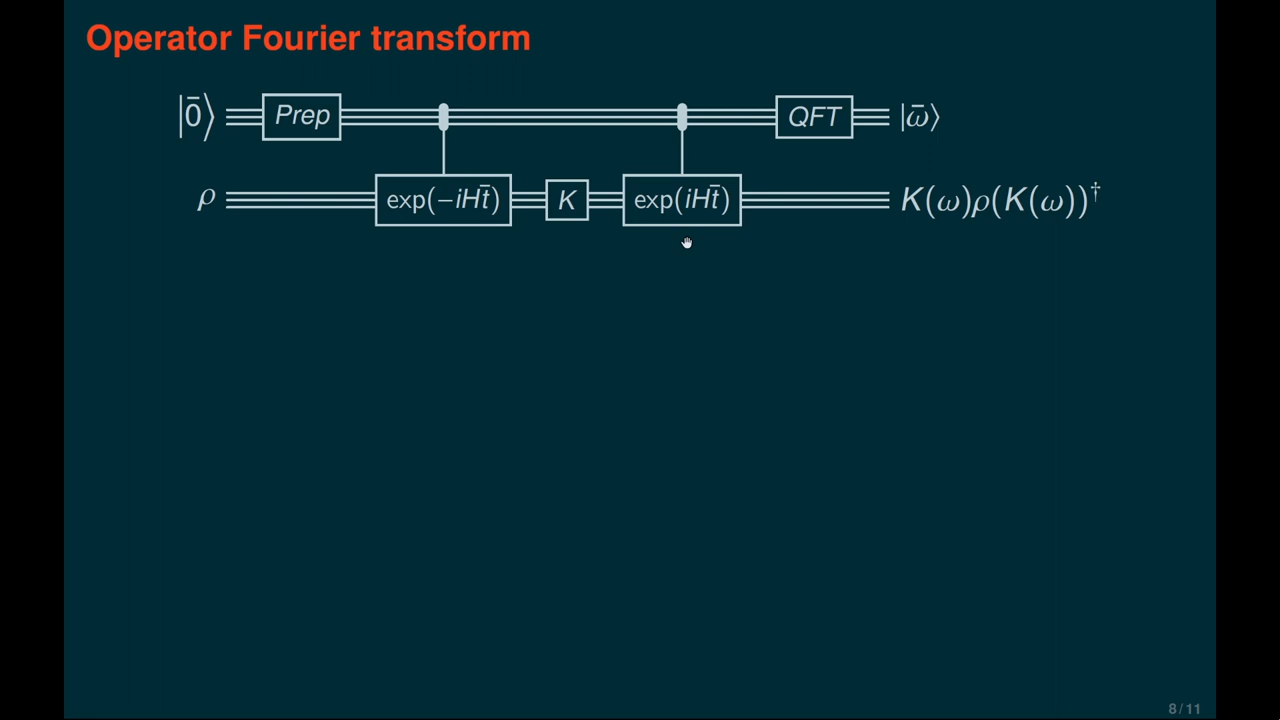 Operator Fourier transform
|0̄⟩ Prep QFT |ω̄⟩
ρ exp(−iHt̄) K exp(iHt̄) K(ω)ρ(K(ω))†
8/11